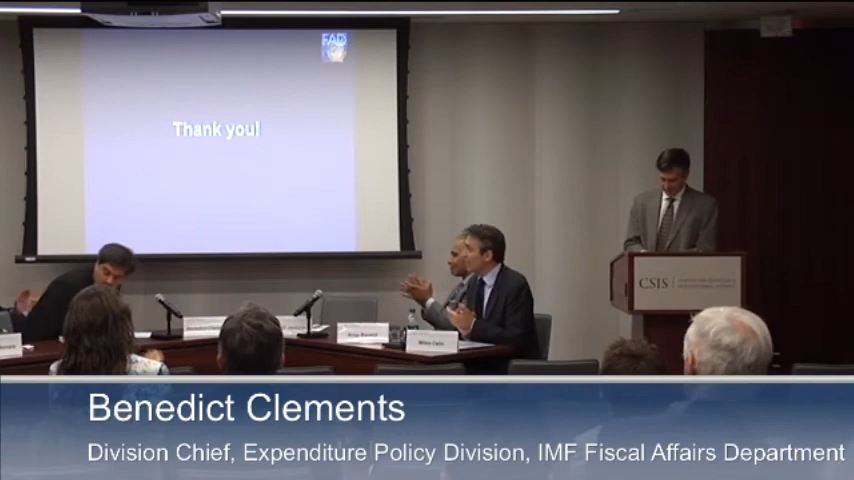 FAD
Thank you!
CSIS
Benedict Clements
Division Chief, Expenditure Policy Division, IMF Fiscal Affairs Department